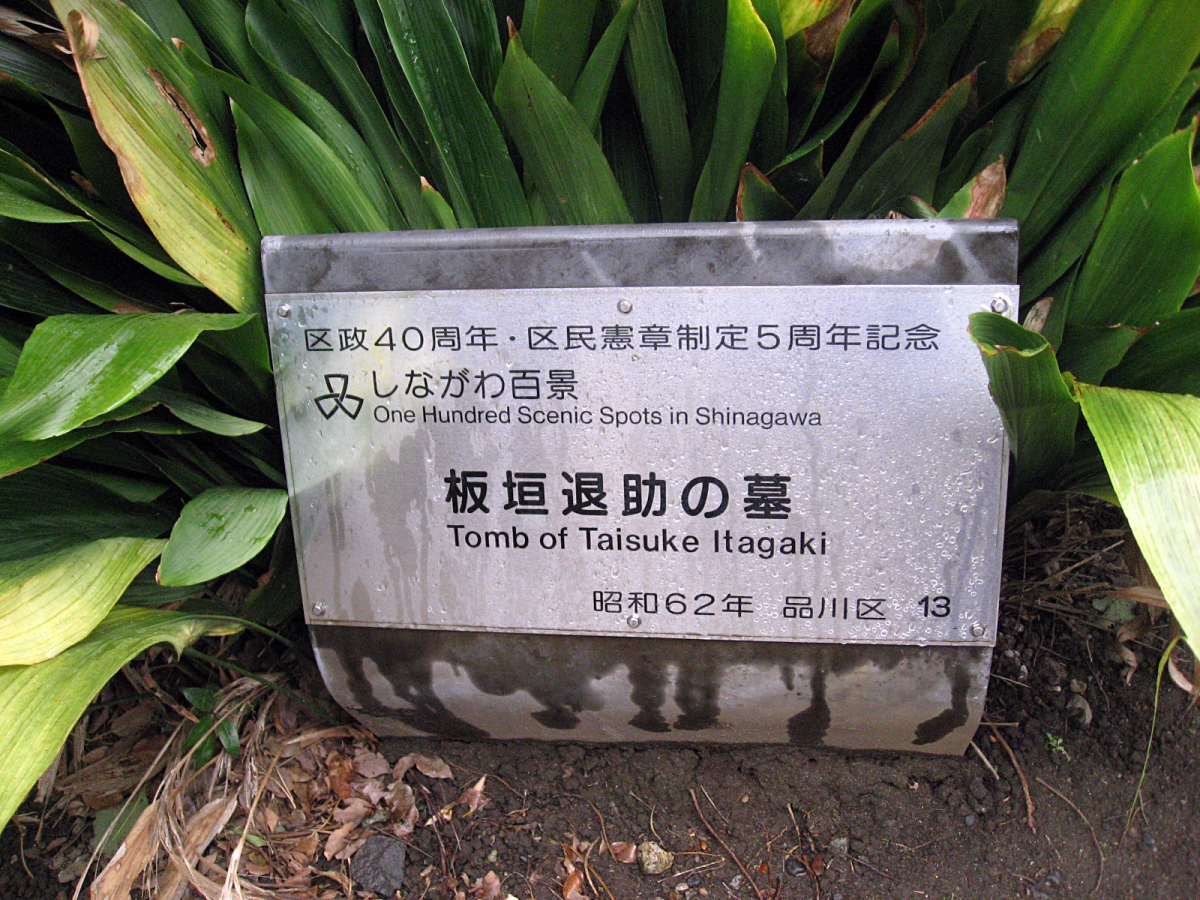 区政40周年・区民憲章制定5周年記念
しながわ百景
One Hundred Scenic Spots in Shinagawa
板垣退助の墓
Tomb of Taisuke Itagaki
昭和62年 品川区 13